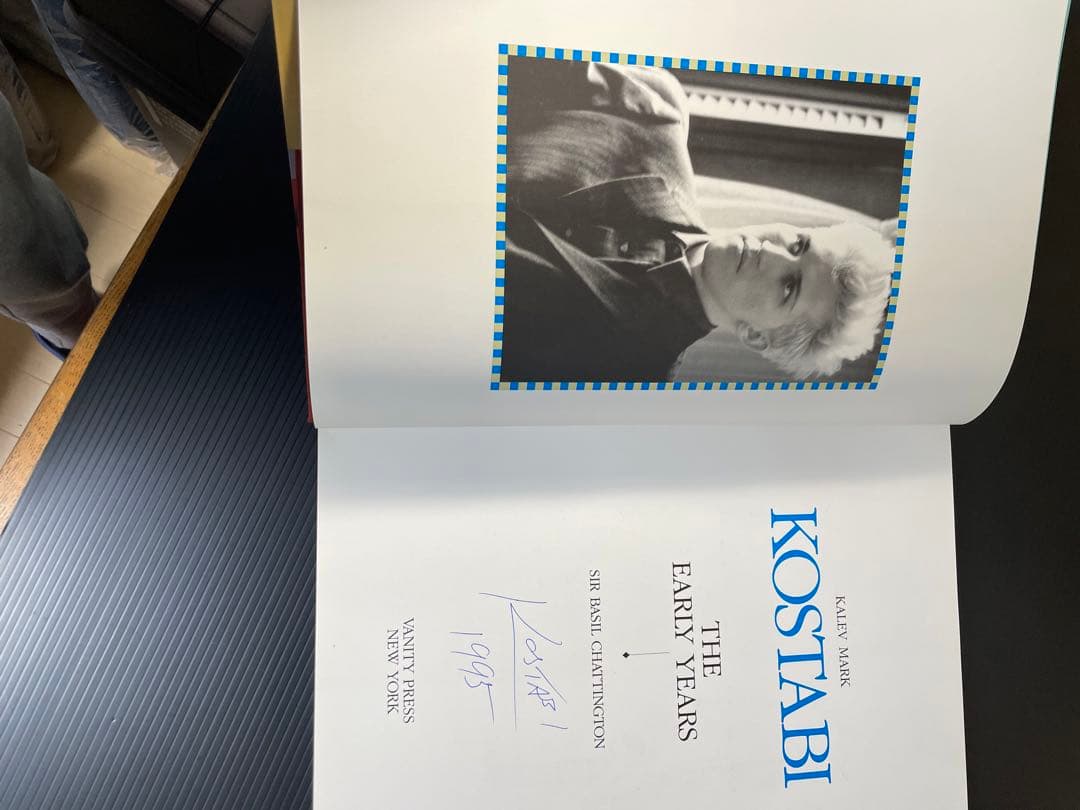 KALEV MARK
KOSTABI
THE
EARLY YEARS
SIR BASIL CHATTINGTON
KOSTABI
1995
VANITY PRESS
NEW YORK